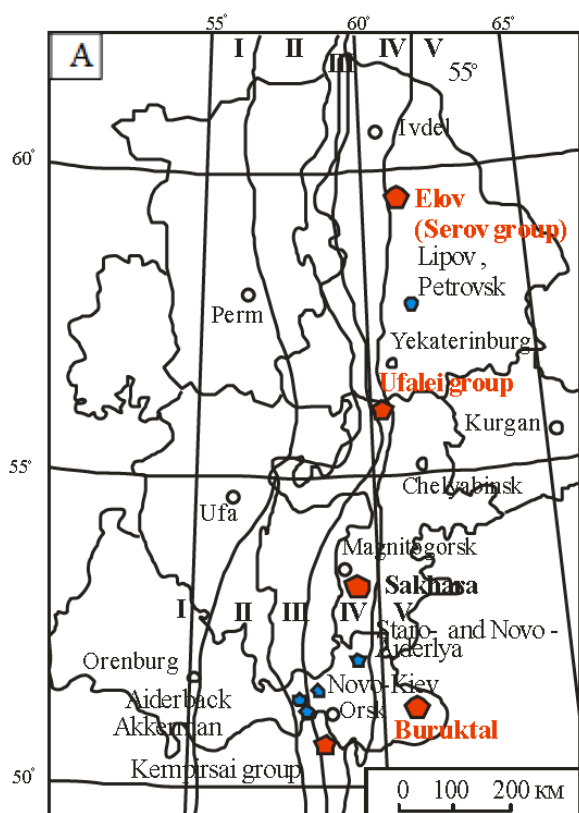 A
55°
60°
65°
I
II
III
IV
V
55°
Ivdel
60°
Elov
(Serov group)
Lipov ,
Petrovsk
Perm
Yekaterinburg
Ufalei group
Kurgan
55°
Chelyabinsk
Ufa
Magnitogorsk
Sakhara
I
II
III
IV
V
Staro- and Novo -
Ziderlya
Orenburg
Novo-Kiev
Aiderback
Orsk
Akkerman
Buruktal
Kempirsai group
50°
0 100 200 КМ